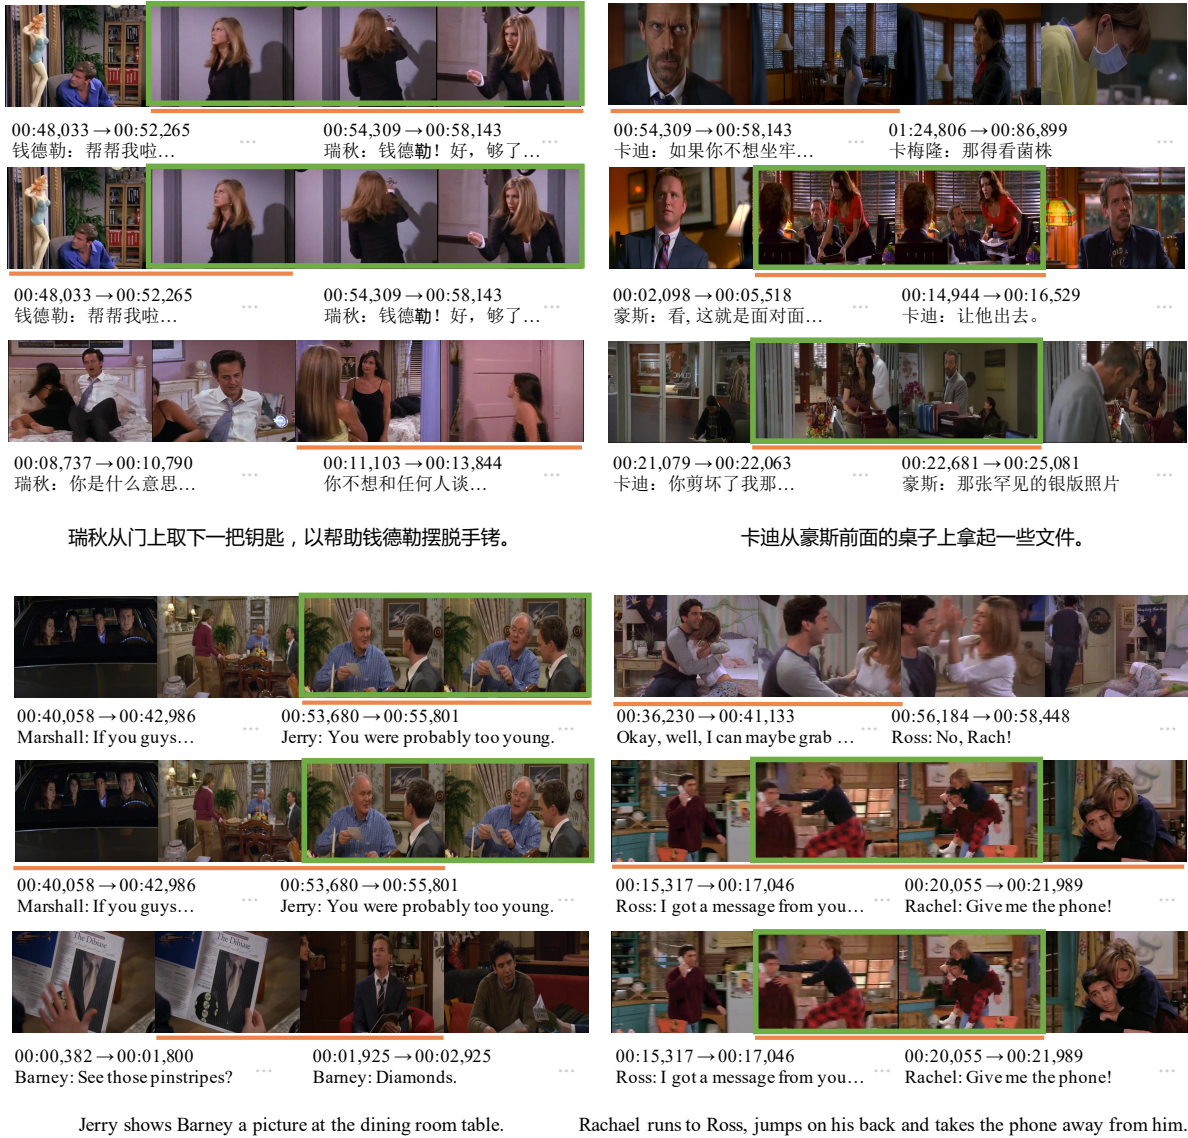 00:48,033→00:52,265 ... 00:54,309→00:58,143
钱德勒：帮帮我啦… 瑞秋：钱德勒！好，够了… ...
00:48,033→00:52,265 ... 00:54,309→00:58,143 ...
钱德勒：帮帮我啦… 瑞秋：钱德勒！好，够了…
00:08,737→00:10,790 ... 00:11,103→00:13,844 ...
瑞秋：你是什么意思… 你不想和任何人谈…
瑞秋从门上取下一把钥匙，以帮助钱德勒摆脱手铐。
00:54,309→00:58,143 01:24,806→00:86,899
卡迪：如果你不想坐牢… ... 卡梅隆：那得看菌株 ...
00:02,098→00:05,518 ... 00:14,944→00:16,529 ...
豪斯：看, 这就是面对面… 卡迪：让他出去。
CLINIC
00:21,079→00:22,063 ... 00:22,681→00:25,081 ...
卡迪：你剪坏了我那… 豪斯：那张罕见的银版照片
卡迪从豪斯前面的桌子上拿起一些文件。
00:40,058→00:42,986 ... 00:53,680→00:55,801 ...
Marshall: If you guys… Jerry: You were probably too young.
00:40,058→00:42,986 ... 00:53,680→00:55,801 ...
Marshall: If you guys… Jerry: You were probably too young.
The Dibiase
The Dibiase
00:00,382→00:01,800 ... 00:01,925→00:02,925 ...
Barney: See those pinstripes? Barney: Diamonds.
Jerry shows Barney a picture at the dining room table.
00:36,230→00:41,133 00:56,184→00:58,448
Okay, well, I can maybe grab … ... Ross: No, Rach! ...
00:15,317→00:17,046 ... 00:20,055→00:21,989 ...
Ross: I got a message from you… Rachel: Give me the phone!
00:15,317→00:17,046 ... 00:20,055→00:21,989 ...
Ross: I got a message from you… Rachel: Give me the phone!
Rachael runs to Ross, jumps on his back and takes the phone away from him.